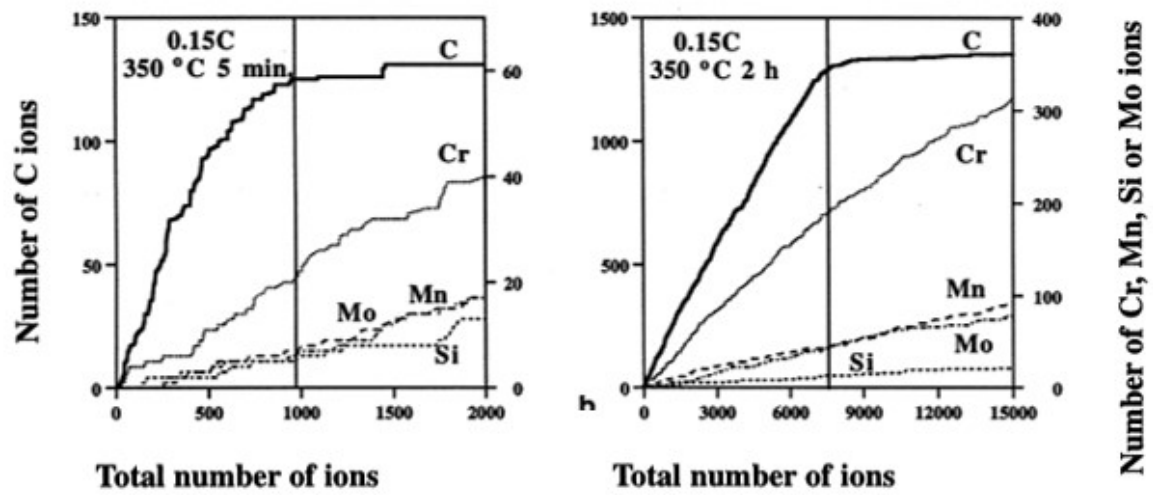 Number of C ions
150
100
50
0
0.15C
350 °C 5 min.
C
Cr
Mo
Mn
Si
60
40
20
0
0
500
1000
1500
2000
Total number of ions
1500
1000
500
0
0.15C
350 °C 2 h
C
Cr
Mn
Mo
Si
400
300
200
100
0
0
3000
6000
9000
12000
15000
Total number of ions
Number of Cr, Mn, Si or Mo ions